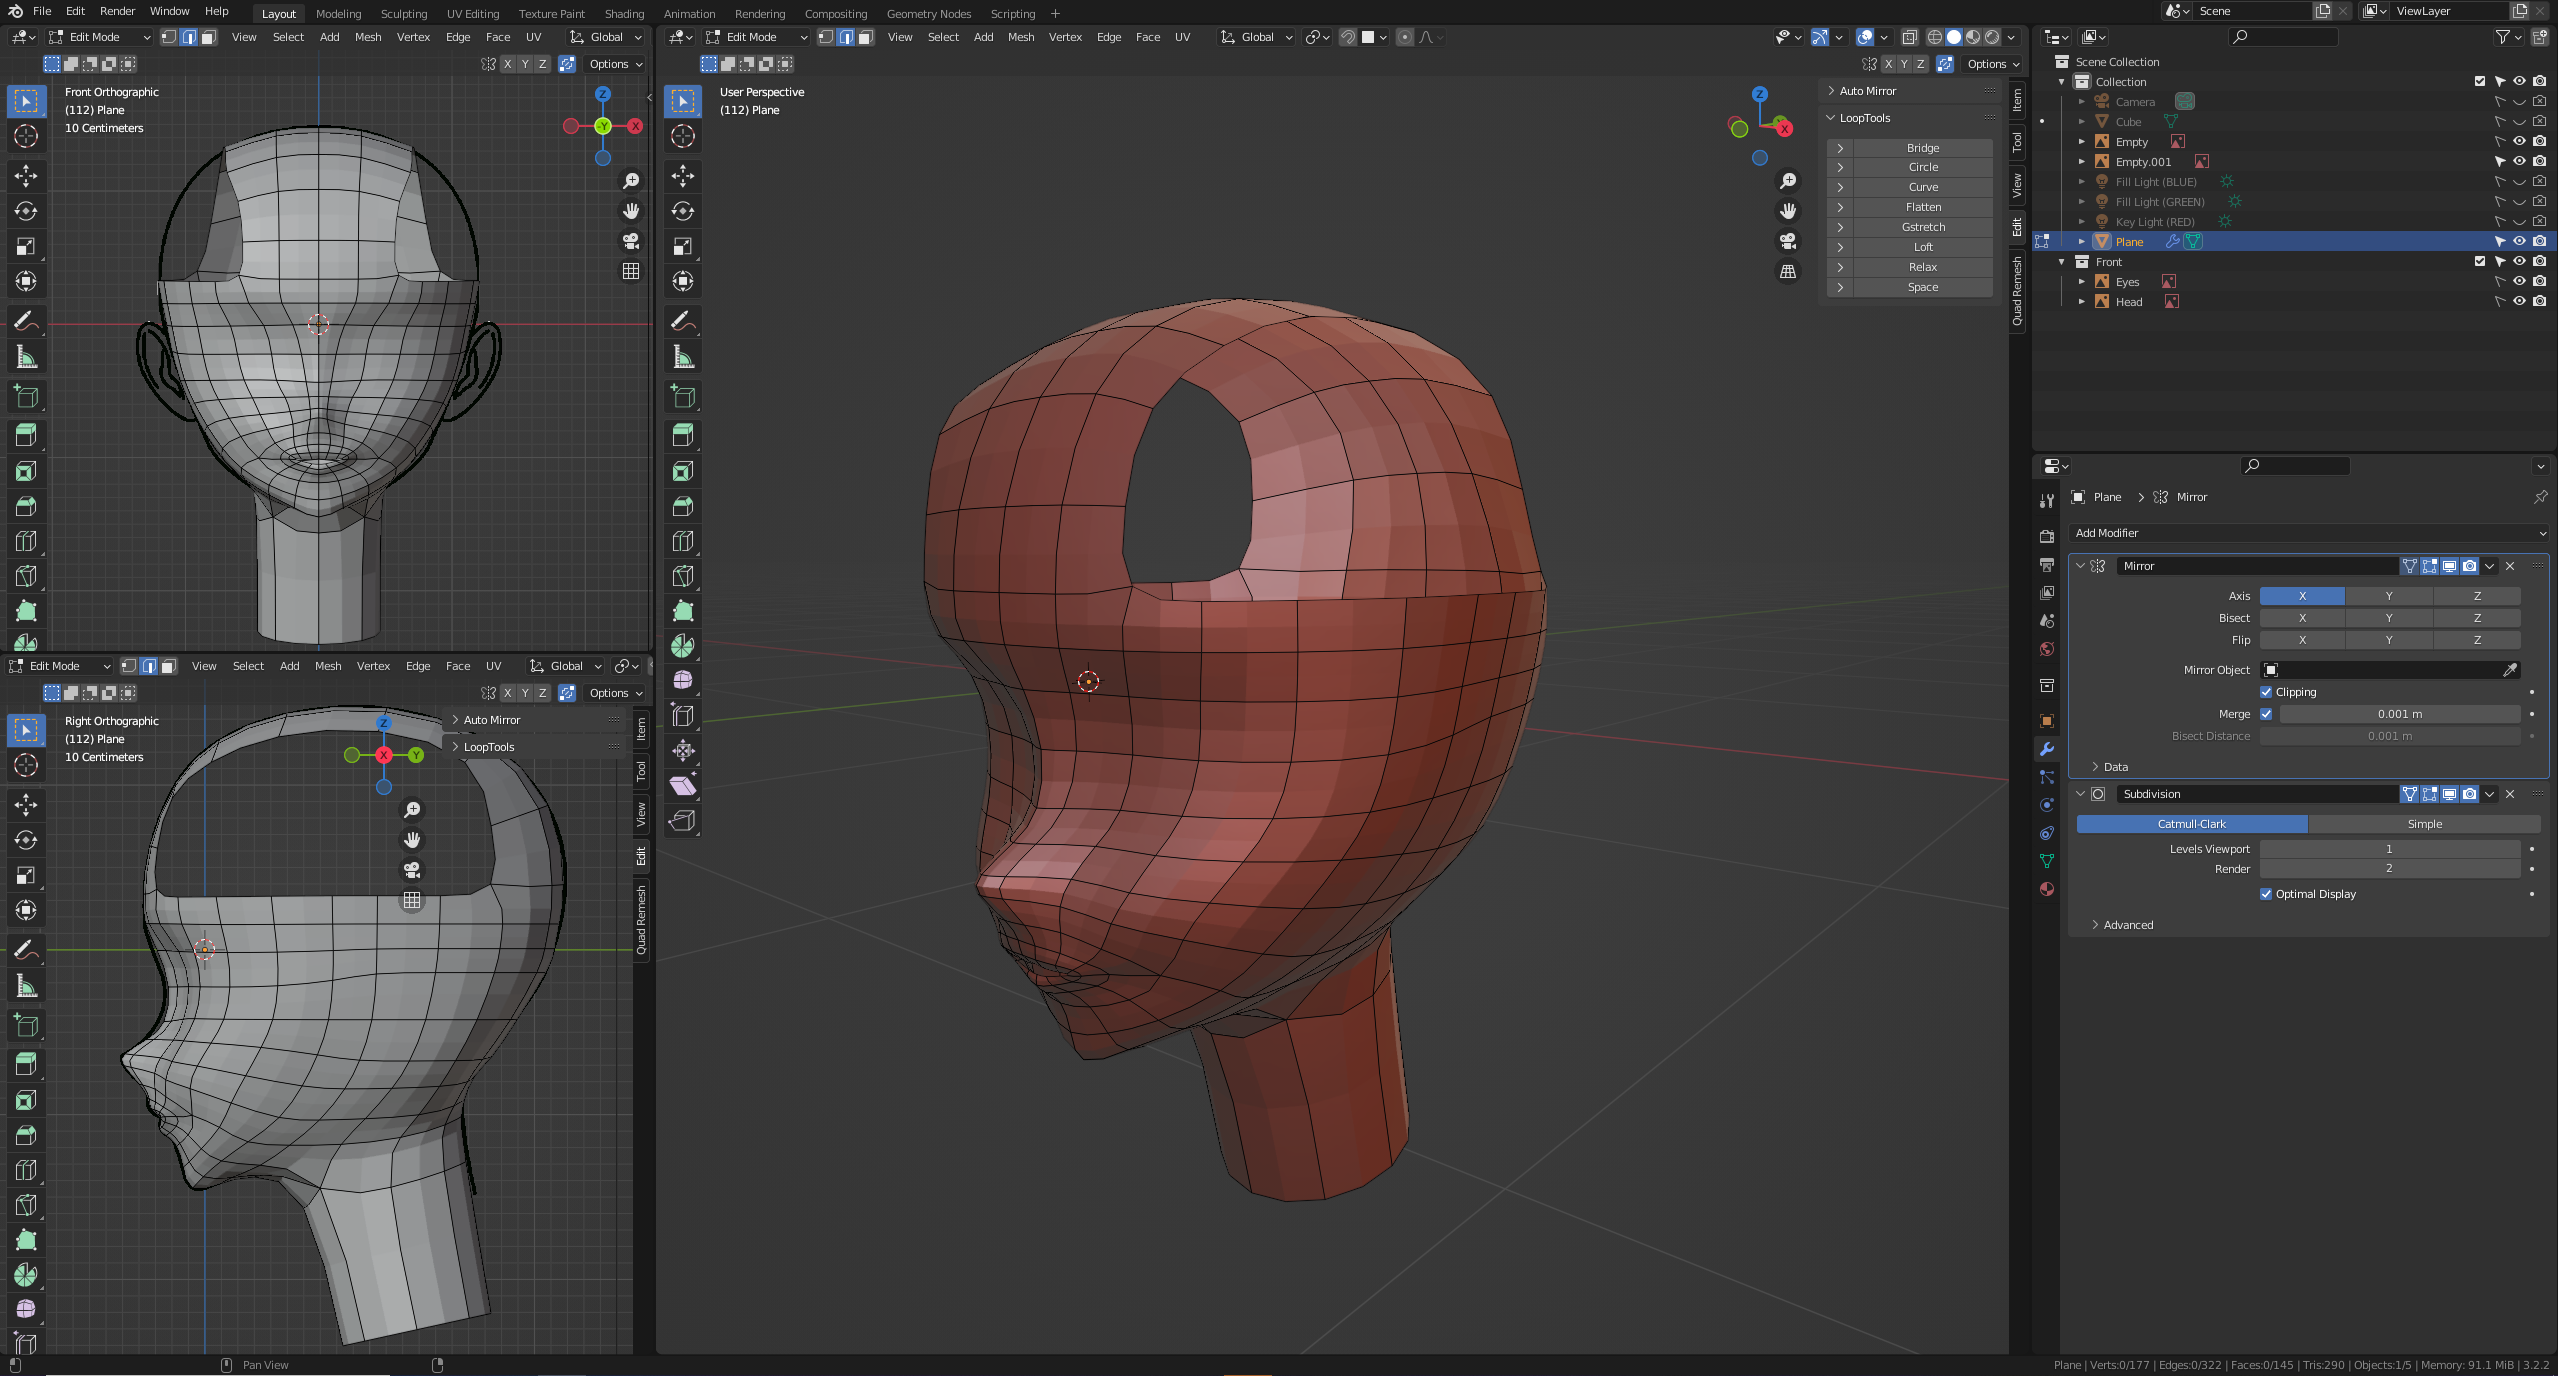 File Edit Render Window Help Layout Modeling Sculpting UV Editing Texture Paint Shading Animation Rendering Compositing Geometry Nodes Scripting + Scene ViewLayer
Edit Mode View Select Add Mesh Vertex Edge Face UV Global
X Y Z Options
Front Orthographic
(112) Plane
10 Centimeters
Z
-Y
X
Edit Mode View Select Add Mesh Vertex Edge Face UV Global
X Y Z Options
Right Orthographic
(112) Plane
10 Centimeters
Z
X
Y
Auto Mirror
LoopTools
Item
Tool
View
Edit
Quad Remesh
Edit Mode View Select Add Mesh Vertex Edge Face UV Global
X Y Z Options
User Perspective
(112) Plane
Z
X
Auto Mirror
LoopTools
Bridge
Circle
Curve
Flatten
Gstretch
Loft
Relax
Space
Item
Tool
View
Edit
Quad Remesh
Scene Collection
Collection
Camera
Cube
Empty
Empty.001
Fill Light (BLUE)
Fill Light (GREEN)
Key Light (RED)
Plane
Front
Eyes
Head
Plane > Mirror
Add Modifier
Mirror
Axis X Y Z
Bisect X Y Z
Flip X Y Z
Mirror Object
Clipping
Merge 0.001 m
Bisect Distance 0.001 m
Data
Subdivision
Catmull-Clark Simple
Levels Viewport 1
Render 2
Optimal Display
Advanced
Pan View
Plane | Verts:0/177 | Edges:0/322 | Faces:0/145 | Tris:290 | Objects:1/5 | Memory: 91.1 MiB | 3.2.2